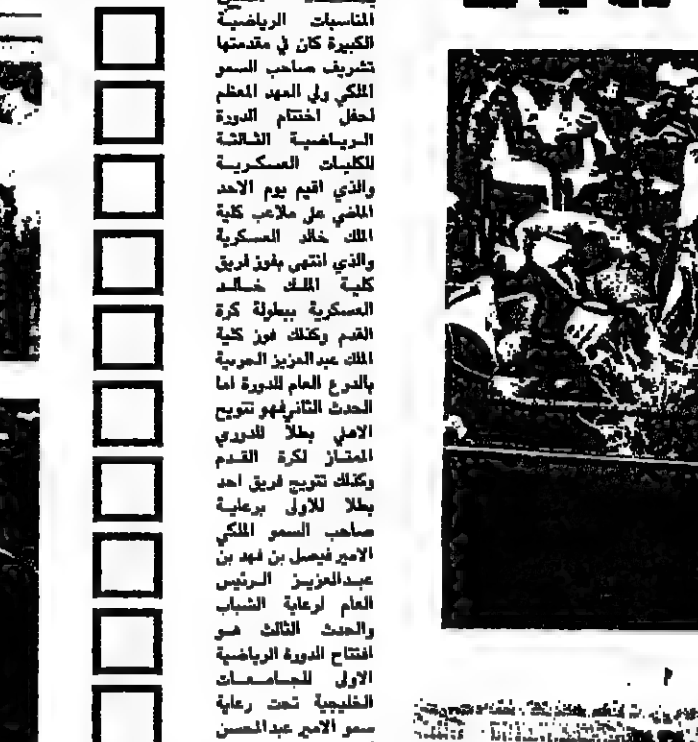 المناسبات الرياضية
الكبيرة كان في مقدمتها
تشريف صاحب السمو
الملكي ولي العهد المعظم
لحفل اختتام الدورة
الرياضية الثالثة
للكليات العسكرية
والذي اقيم يوم الاحد
الماضي على ملاعب كلية
الملك خالد العسكرية
والذي انتهى بفوز فريق
كلية الملك خالد
العسكرية ببطولة كرة
القدم وكذلك فوز كلية
الملك عبدالعزيز الحربية
بالدرع العام للدورة اما
الحدث الثاني فهو تتويج
الاهلي بطلا للدوري
الممتاز لكرة القدم
وكذلك تتويج فريق احد
بطلا للاولى برعاية
صاحب السمو الملكي
الامير فيصل بن فهد بن
عبدالعزيز الرئيس
العام لرعاية الشباب
والحدث الثالث هو
افتتاح الدورة الرياضية
الاولى للجامعات
الخليجية تحت رعاية
سمو الامير عبدالمحسن